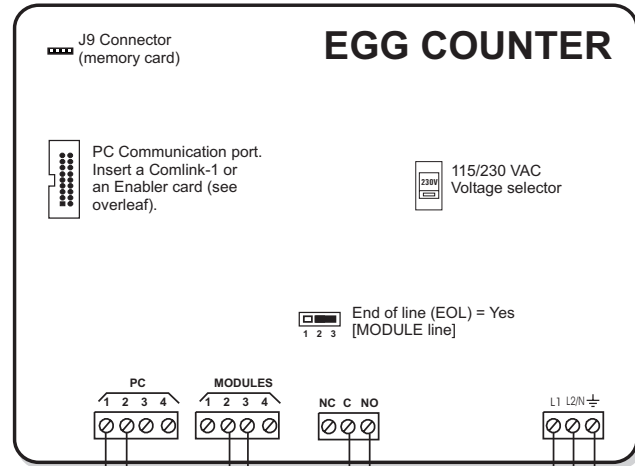 J9 Connector
(memory card)
EGG COUNTER
PC Communication port.
Insert a Comlink-1 or
an Enabler card (see
overleaf).
230V
115/230 VAC
Voltage selector
End of line (EOL) = Yes
[MODULE line]
1 2 3
PC
1 2 3 4
MODULES
1 2 3 4
NC C NO
L1 L2/N